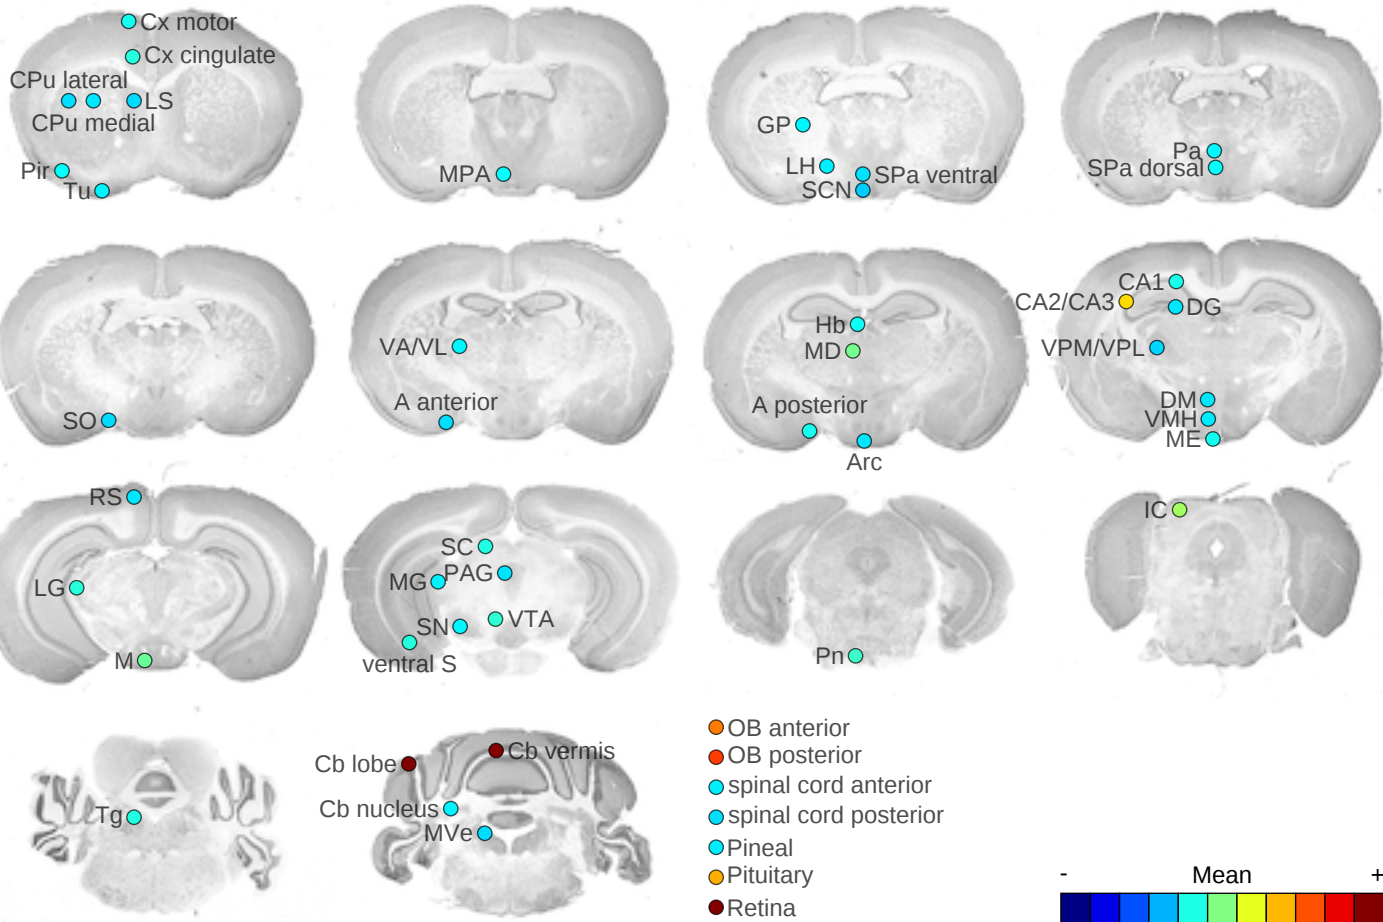 Cx motor
Cx cingulate
CPu lateral
LS
CPu medial
Pir
Tu
MPA
GP
LH
SPa ventral
SCN
Pa
SPa dorsal
SO
VA/VL
A anterior
Hb
MD
A posterior
Arc
CA1
CA2/CA3
DG
VPM/VPL
DM
VMH
ME
RS
LG
M
SC
MG
PAG
SN
VTA
ventral S
Pn
IC
Tg
Cb lobe
Cb vermis
Cb nucleus
MVe
OB anterior
OB posterior
spinal cord anterior
spinal cord posterior
Pineal
Pituitary
Retina
- Mean +